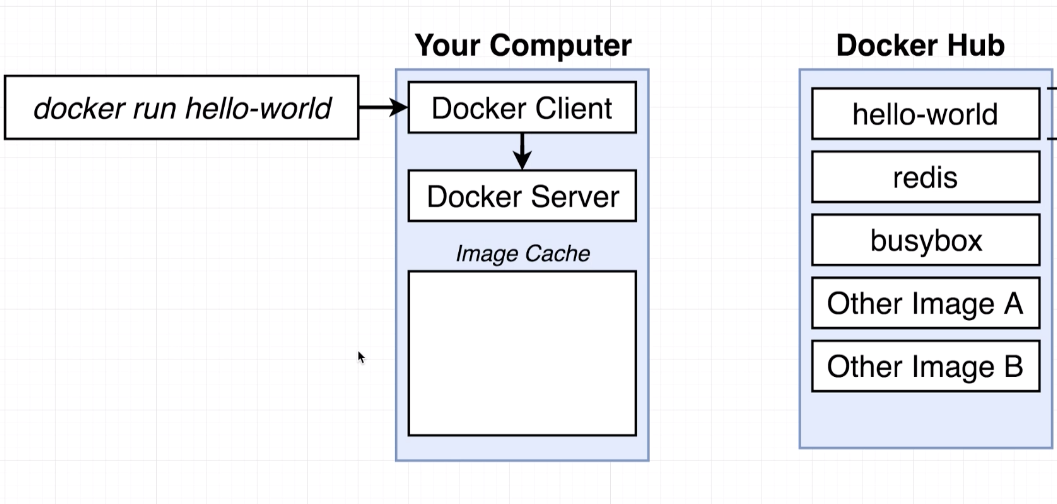 Your Computer
Docker Hub
docker run hello-world
Docker Client
Docker Server
Image Cache
hello-world
redis
busybox
Other Image A
Other Image B